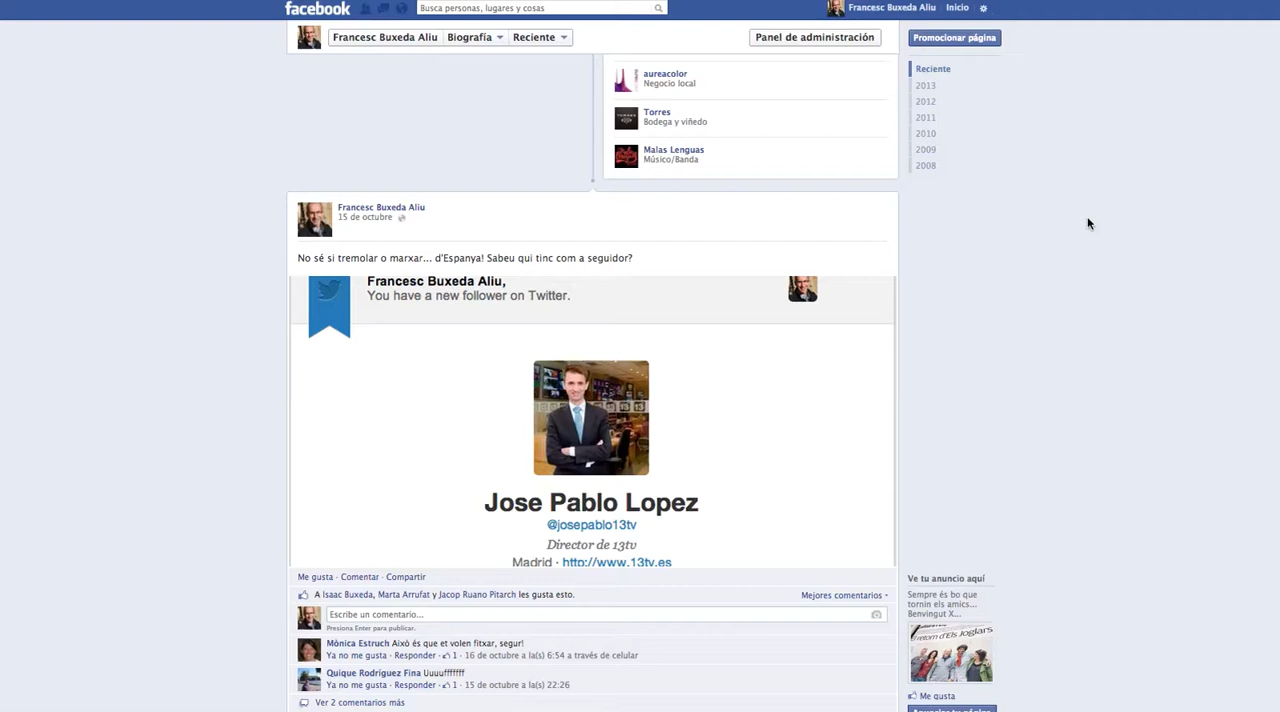 facebook
Busca personas, lugares y cosas
Francesc Buxeda Aliu
Inicio
Francesc Buxeda Aliu
Biografía
Reciente
Panel de administración
Promocionar página
aureacolor
Negocio local
Torres
Bodega y viñedo
Malas Lenguas
Músico/Banda
Reciente
2013
2012
2011
2010
2009
2008
Francesc Buxeda Aliu
15 de octubre
No sé si tremolar o marxar... d'Espanya! Sabeu qui tinc com a seguidor?
Francesc Buxeda Aliu,
You have a new follower on Twitter.
Jose Pablo Lopez
@josepablo13tv
Director de 13tv
Madrid · http://www.13tv.es
Me gusta · Comentar · Compartir
A Isaac Buxeda, Marta Arrufat y Jacop Ruano Pitarch les gusta esto.
Mejores comentarios
Escribe un comentario...
Presiona Enter para publicar.
Mònica Estruch Això és que et volen fitxar, segur!
Ya no me gusta · Responder · 1 · 16 de octubre a la(s) 6:54 a través de celular
Quique Rodríguez Fina Uuuufffffff
Ya no me gusta · Responder · 1 · 15 de octubre a la(s) 22:26
Ver 2 comentarios más
Ve tu anuncio aquí
Sempre és bo que
tornin els amics...
Benvingut X...
retorn d'Els Joglars
Me gusta